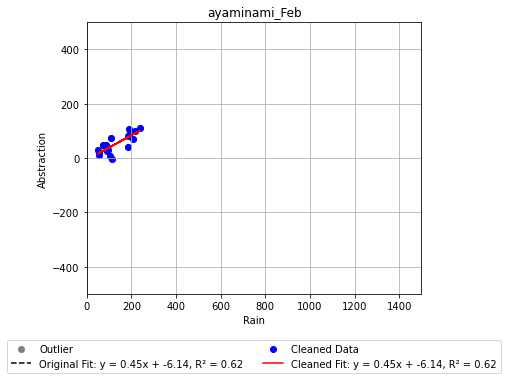 ayaminami_Feb
Abstraction
400
200
0
−200
−400
0 200 400 600 800 1000 1200 1400
Rain
Outlier
Original Fit: y = 0.45x + -6.14, R² = 0.62
Cleaned Data
Cleaned Fit: y = 0.45x + -6.14, R² = 0.62